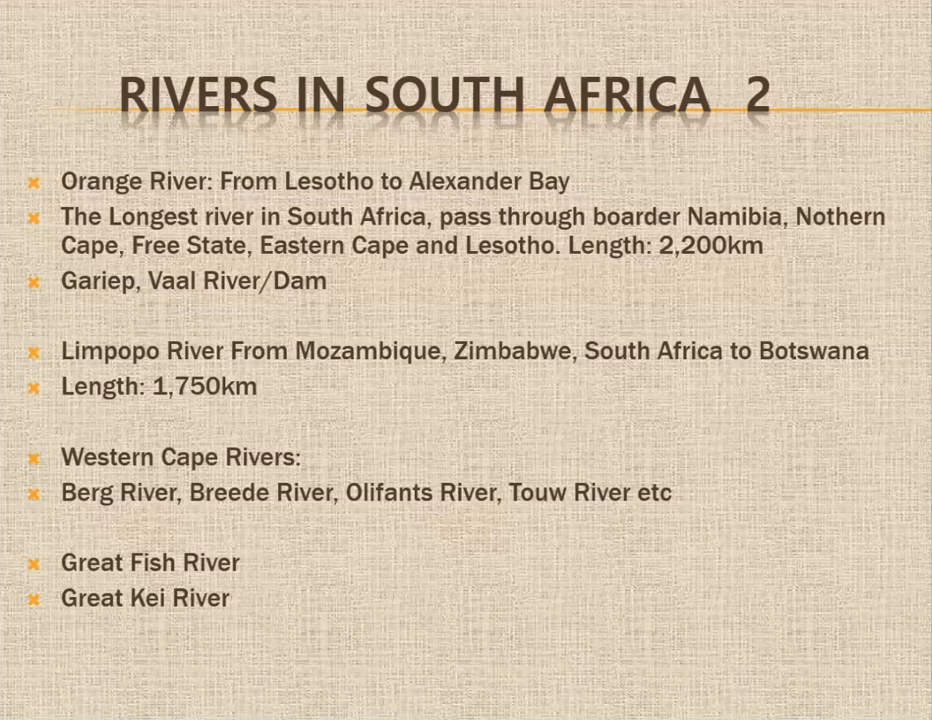 RIVERS IN SOUTH AFRICA 2
Orange River: From Lesotho to Alexander Bay
The Longest river in South Africa, pass through boarder Namibia, Nothern
Cape, Free State, Eastern Cape and Lesotho. Length: 2,200km
Gariep, Vaal River/Dam
Limpopo River From Mozambique, Zimbabwe, South Africa to Botswana
Length: 1,750km
Western Cape Rivers:
Berg River, Breede River, Olifants River, Touw River etc
Great Fish River
Great Kei River